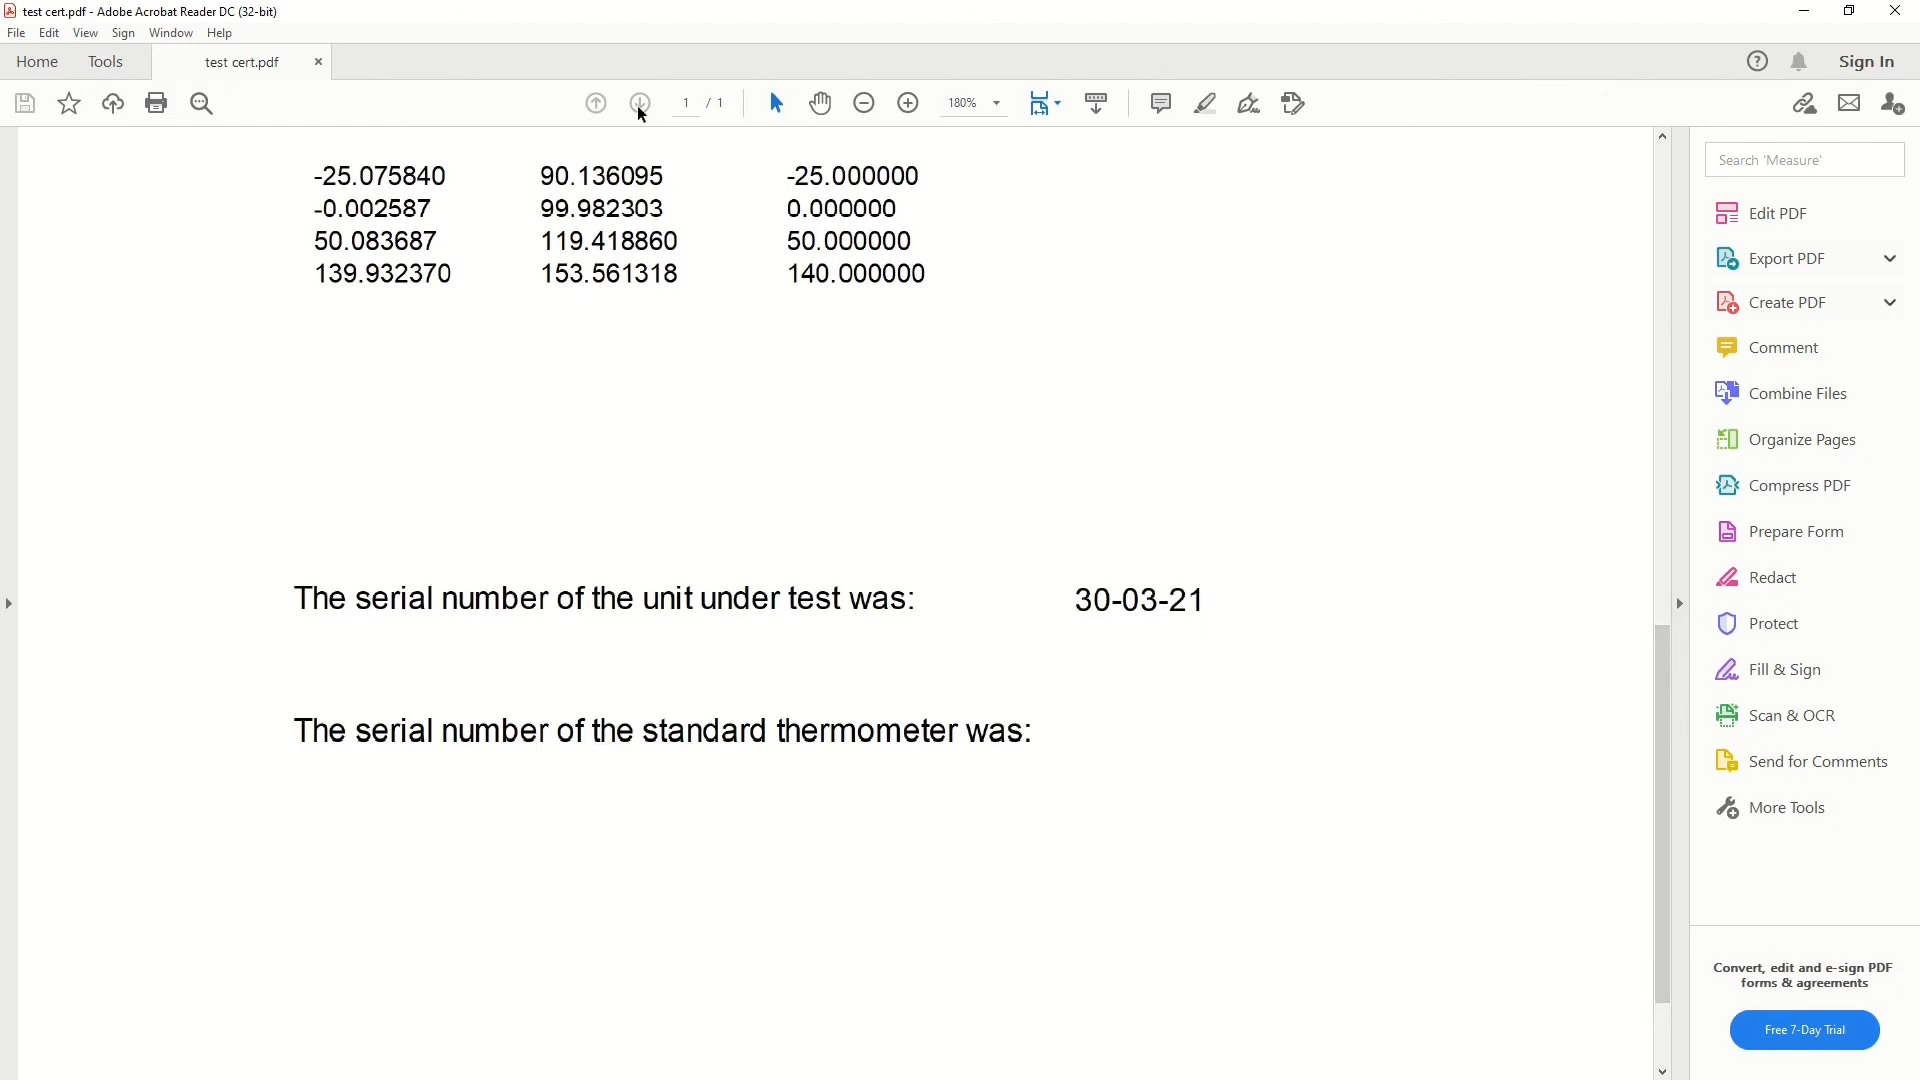 test cert.pdf - Adobe Acrobat Reader DC (32-bit)
File Edit View Sign Window Help
Home Tools test cert.pdf Sign In
1 / 1 180%
-25.075840 90.136095 -25.000000
-0.002587 99.982303 0.000000
50.083687 119.418860 50.000000
139.932370 153.561318 140.000000
The serial number of the unit under test was: 30-03-21
The serial number of the standard thermometer was:
Search 'Measure'
Edit PDF
Export PDF
Create PDF
Comment
Combine Files
Organize Pages
Compress PDF
Prepare Form
Redact
Protect
Fill & Sign
Scan & OCR
Send for Comments
More Tools
Convert, edit and e-sign PDF
forms & agreements
Free 7-Day Trial